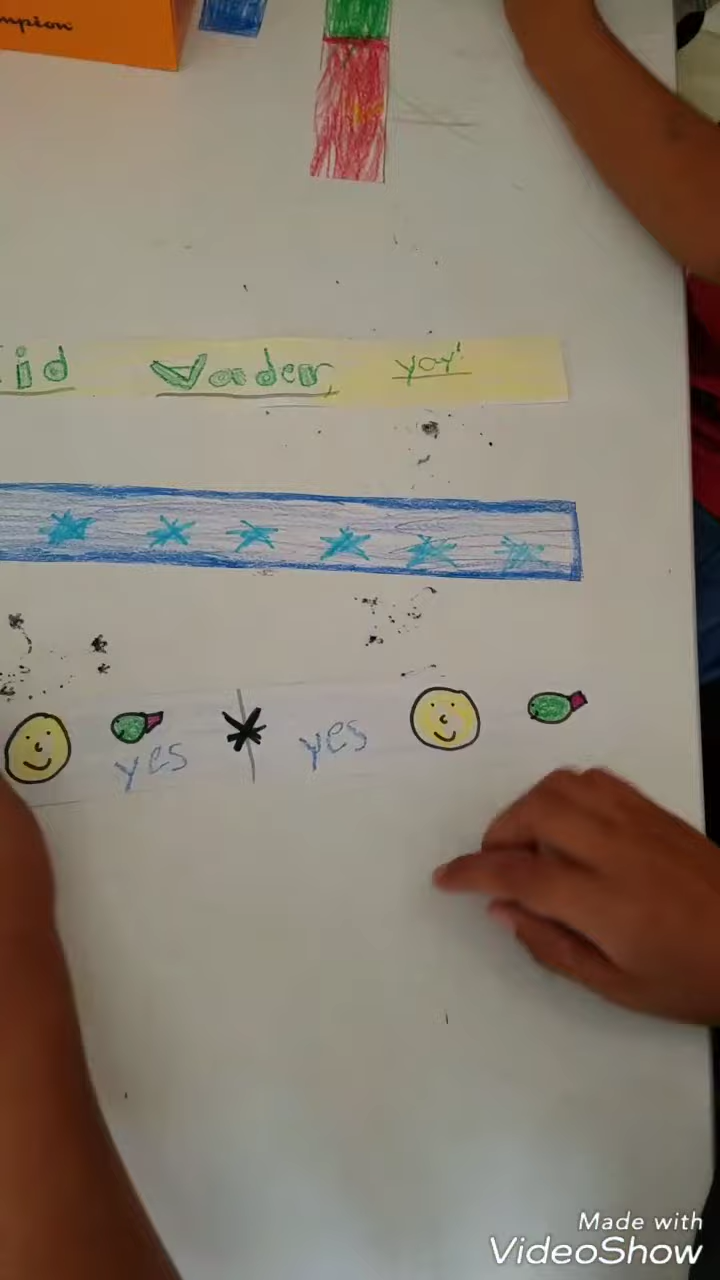 mpion
id Vader, yay!
yes yes
Made with
VideoShow